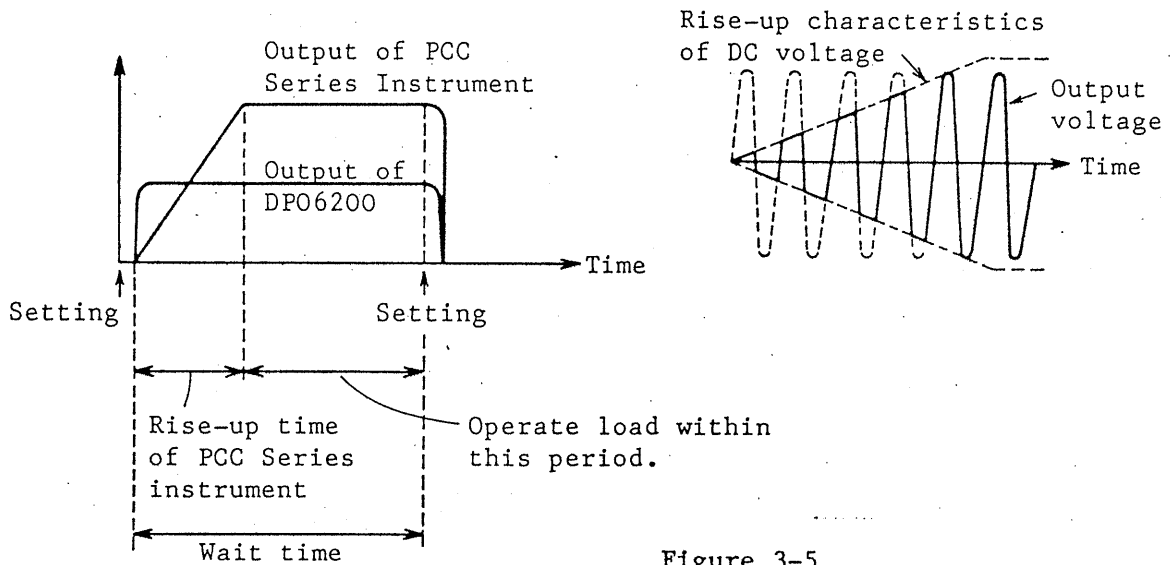 Output of PCC
Series Instrument
Output of
DPO6200
Time
Setting
Setting
Rise-up time
of PCC Series
instrument
Operate load within
this period.
Wait time
Rise-up characteristics
of DC voltage
Output
voltage
Time
Figure 3-5